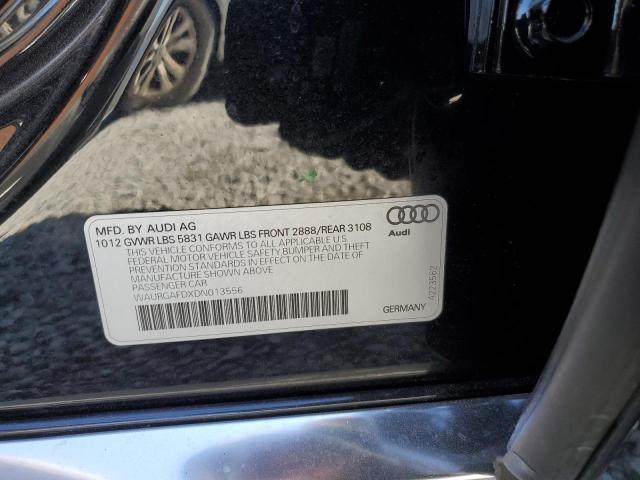 MFD. BY AUDI AG
1012 GVWR LBS 5831 GAWR LBS FRONT 2888/REAR 3108
THIS VEHICLE CONFORMS TO ALL APPLICABLE U.S
FEDERAL MOTOR VEHICLE SAFETY BUMPER AND THEFT
PREVENTION STANDARDS IN EFFECT ON THE DATE OF
MANUFACTURE SHOWN ABOVE
PASSENGER CAR
WAURGAFDXDN013556
Audi
4223562
GERMANY